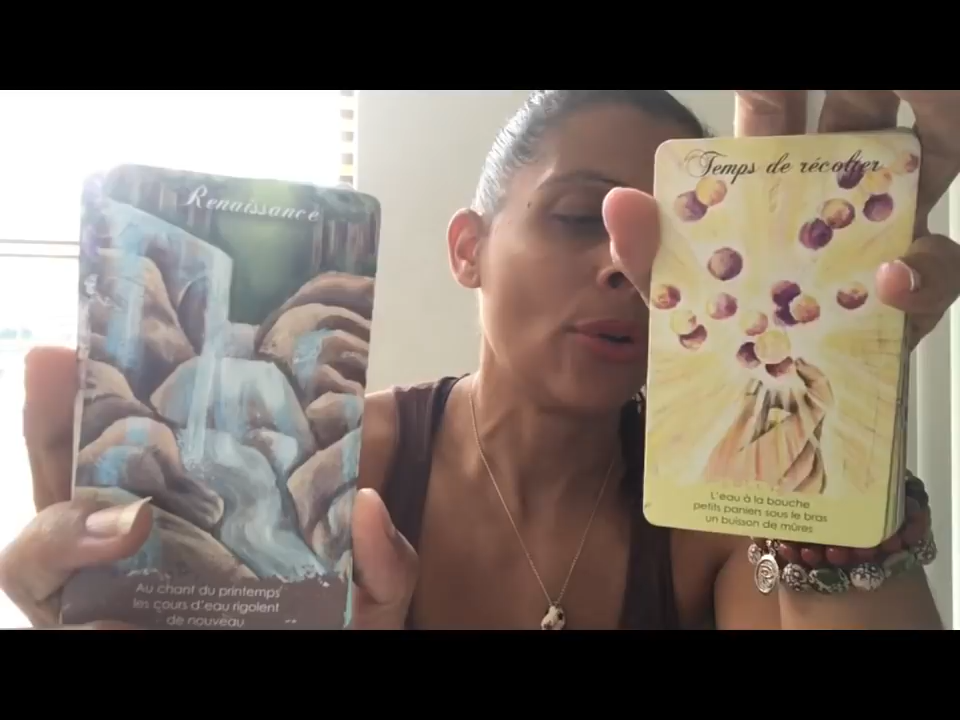 Renaissance
Au chant du printemps
les cours d'eau rigolent
de nouveau
Temps de récolter
L'eau à la bouche
petits paniers sous le bras
un buisson de mûres